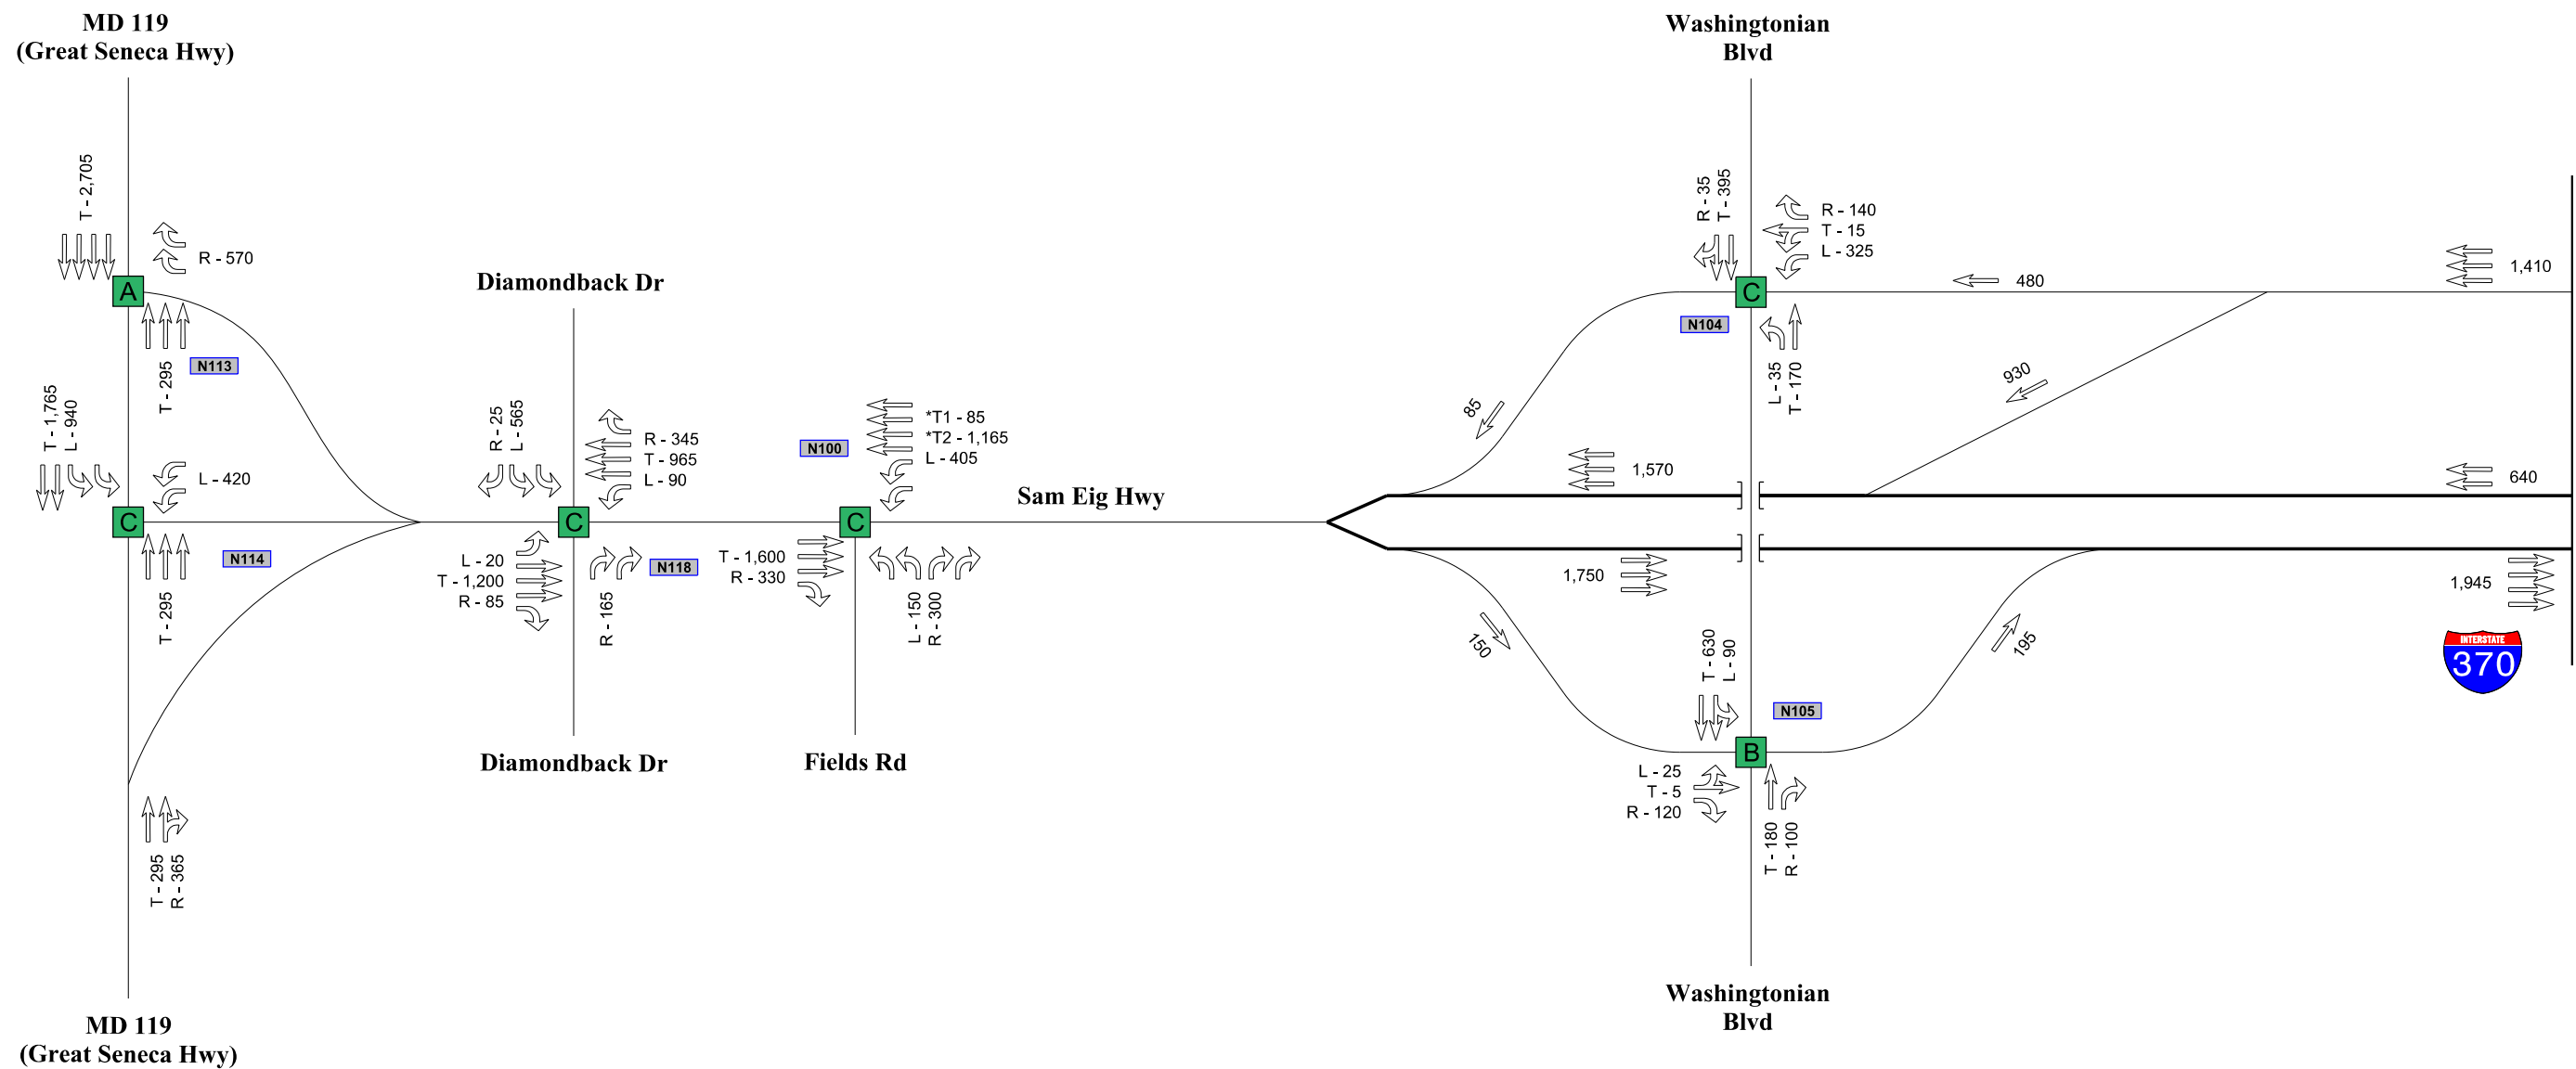 MD 119
(Great Seneca Hwy)
Washingtonian
Blvd
T - 2,705
R - 570
A
T - 295
N113
T - 1,765
L - 940
L - 420
C
N114
T - 295
T - 295
R - 365
MD 119
(Great Seneca Hwy)
Diamondback Dr
R - 25
L - 565
R - 345
T - 965
L - 90
C
L - 20
T - 1,200
R - 85
N118
R - 165
Diamondback Dr
N100
*T1 - 85
*T2 - 1,165
L - 405
C
T - 1,600
R - 330
L - 150
R - 300
Fields Rd
Sam Eig Hwy
R - 35
T - 395
R - 140
T - 15
L - 325
C
N104
L - 35
T - 170
480
1,410
930
85
1,570
640
1,750
1,945
150
195
T - 630
L - 90
N105
B
L - 25
T - 5
R - 120
T - 180
R - 100
INTERSTATE
370
Washingtonian
Blvd